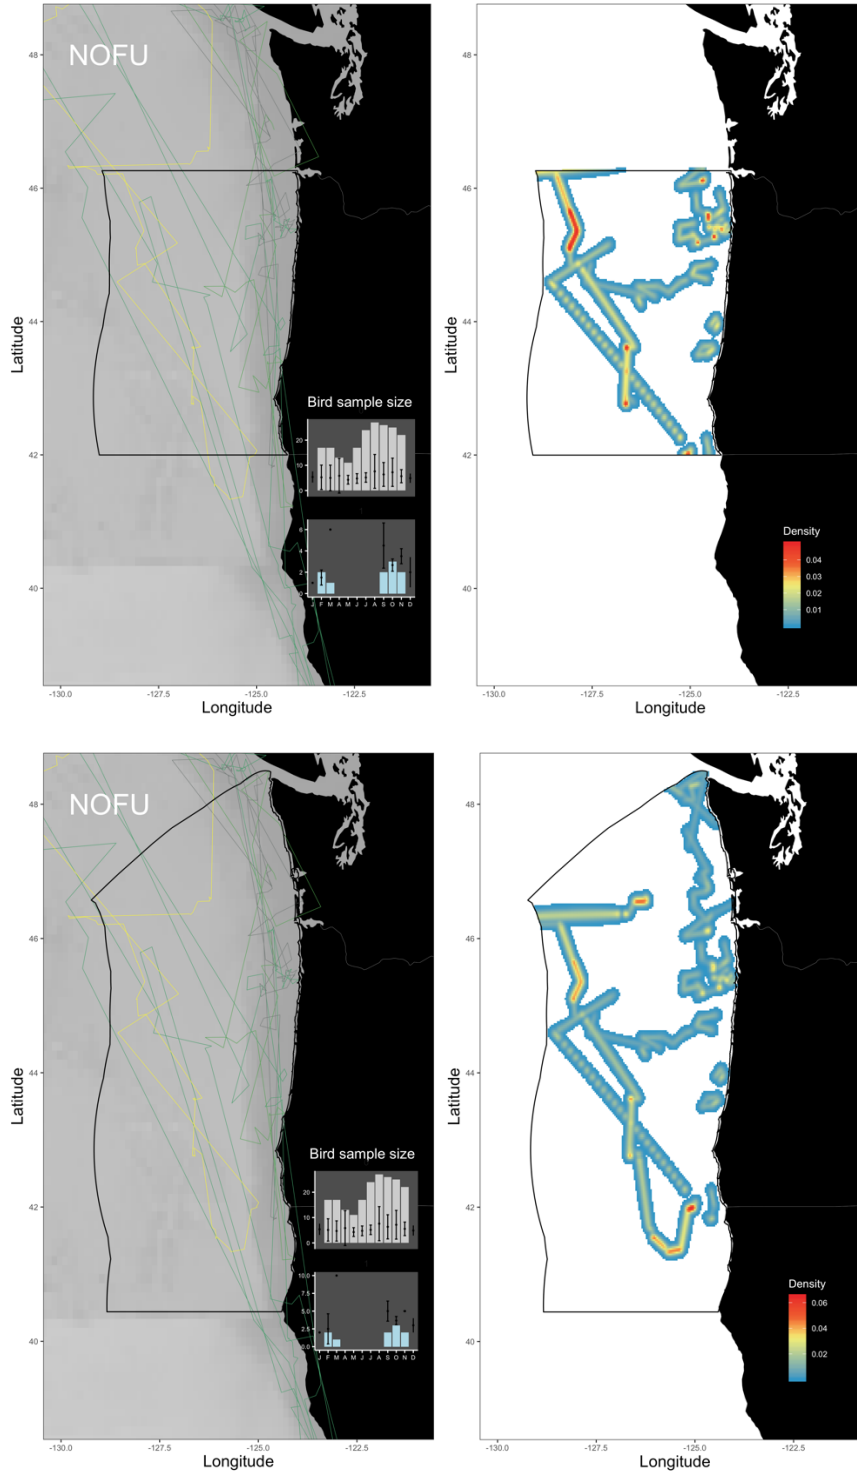 NOFU
48
46
44
42
40
Latitude
Bird sample size
20
10
0
6
4
2
0
J F M A M J J A S O N D
-130.0 -127.5 -125.0 -122.5
Longitude
48
46
44
42
40
Latitude
Density
0.04
0.03
0.02
0.01
-130.0 -127.5 -125.0 -122.5
Longitude
NOFU
48
46
44
42
40
Latitude
Bird sample size
20
10
0
10.0
7.5
5.0
2.5
0.0
J F M A M J J A S O N D
-130.0 -127.5 -125.0 -122.5
Longitude
48
46
44
42
40
Latitude
Density
0.06
0.04
0.02
-130.0 -127.5 -125.0 -122.5
Longitude